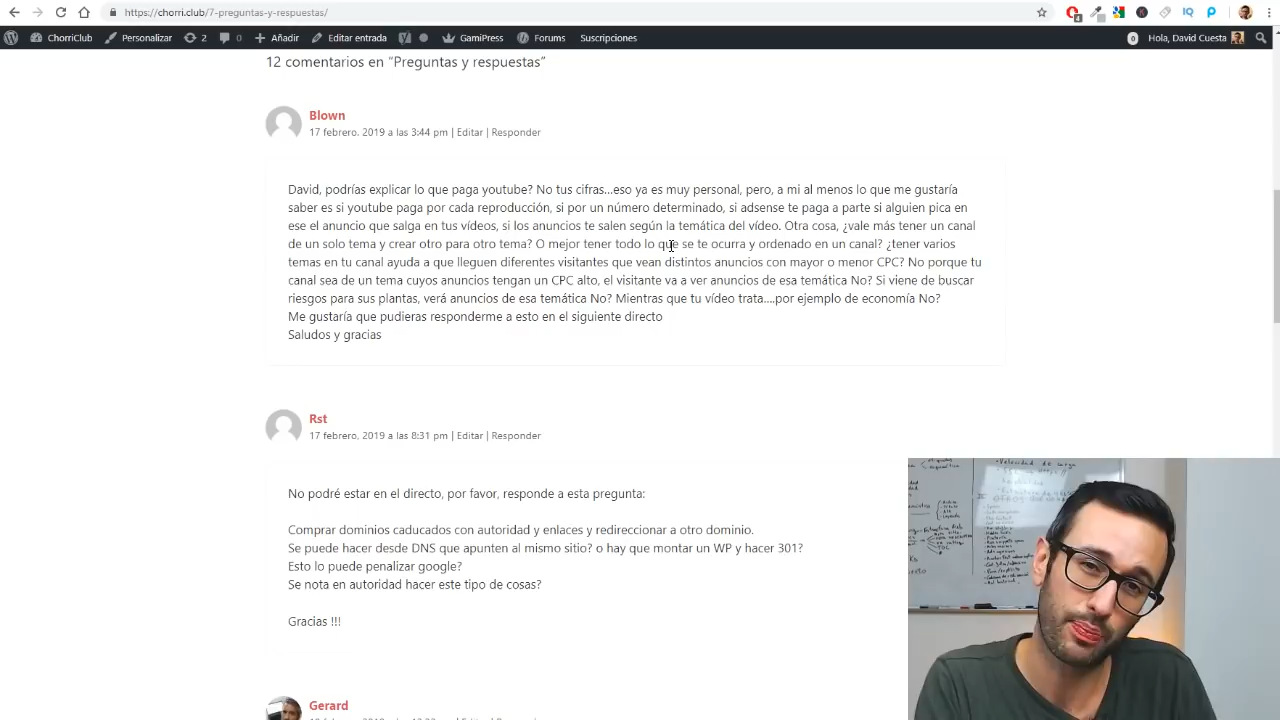 https://chorri.club/7-preguntas-y-respuestas/
ChorriClub Personalizar 2 0 Añadir Editar entrada GamiPress Forums Suscripciones 0 Hola, David Cuesta
12 comentarios en “Preguntas y respuestas”
Blown
17 febrero, 2019 a las 3:44 pm | Editar | Responder
David, podrías explicar lo que paga youtube? No tus cifras...eso ya es muy personal, pero, a mi al menos lo que me gustaría
saber es si youtube paga por cada reproducción, si por un número determinado, si adsense te paga a parte si alguien pica en
ese el anuncio que salga en tus vídeos, si los anuncios te salen según la temática del vídeo. Otra cosa, ¿vale más tener un canal
de un solo tema y crear otro para otro tema? O mejor tener todo lo que se te ocurra y ordenado en un canal? ¿tener varios
temas en tu canal ayuda a que lleguen diferentes visitantes que vean distintos anuncios con mayor o menor CPC? No porque tu
canal sea de un tema cuyos anuncios tengan un CPC alto, el visitante va a ver anuncios de esa temática No? Si viene de buscar
riesgos para sus plantas, verá anuncios de esa temática No? Mientras que tu vídeo trata....por ejemplo de economía No?
Me gustaría que pudieras responderme a esto en el siguiente directo
Saludos y gracias
Rst
17 febrero, 2019 a las 8:31 pm | Editar | Responder
No podré estar en el directo, por favor, responde a esta pregunta:
Comprar dominios caducados con autoridad y enlaces y redireccionar a otro dominio.
Se puede hacer desde DNS que apunten al mismo sitio? o hay que montar un WP y hacer 301?
Esto lo puede penalizar google?
Se nota en autoridad hacer este tipo de cosas?
Gracias !!!
Gerard
Velocidad de carga